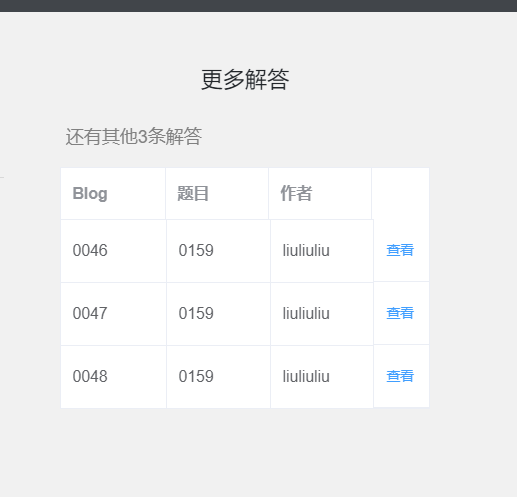 更多解答
还有其他3条解答
Blog 题目 作者
0046 0159 liuliuliu 查看
0047 0159 liuliuliu 查看
0048 0159 liuliuliu 查看